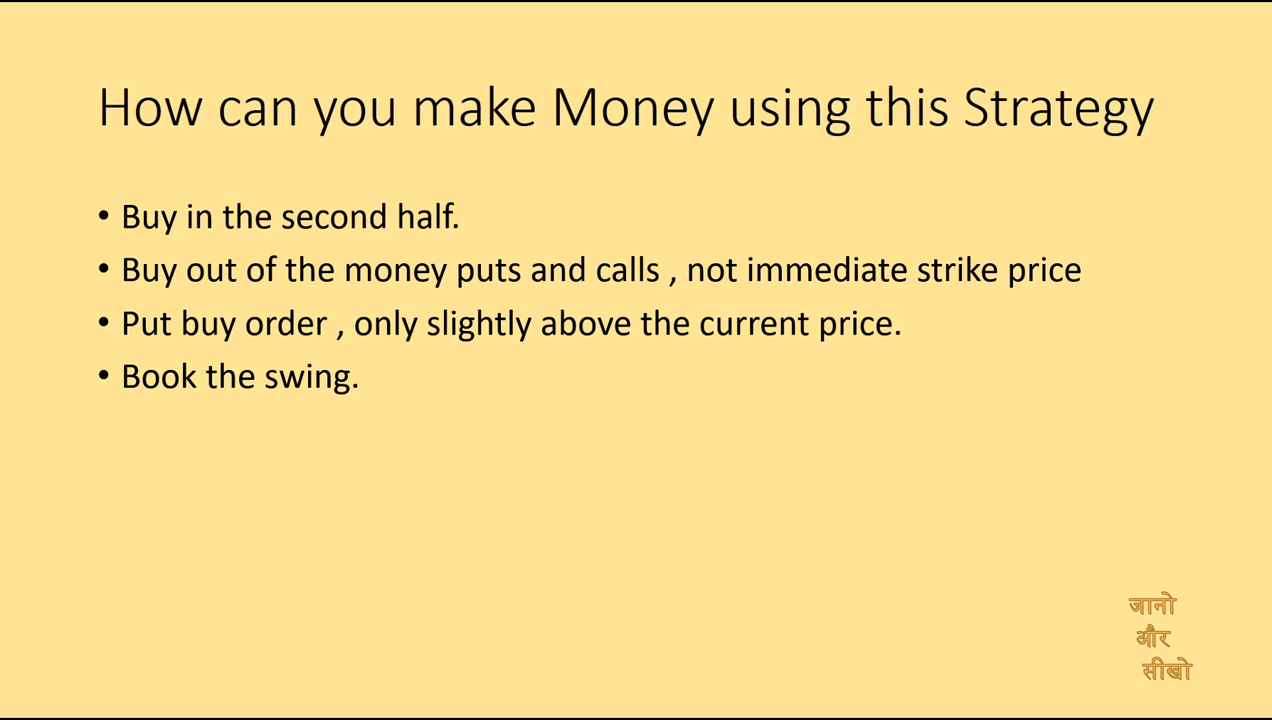 How can you make Money using this Strategy
• Buy in the second half.
• Buy out of the money puts and calls , not immediate strike price
• Put buy order , only slightly above the current price.
• Book the swing.
जानो
और
सीखो